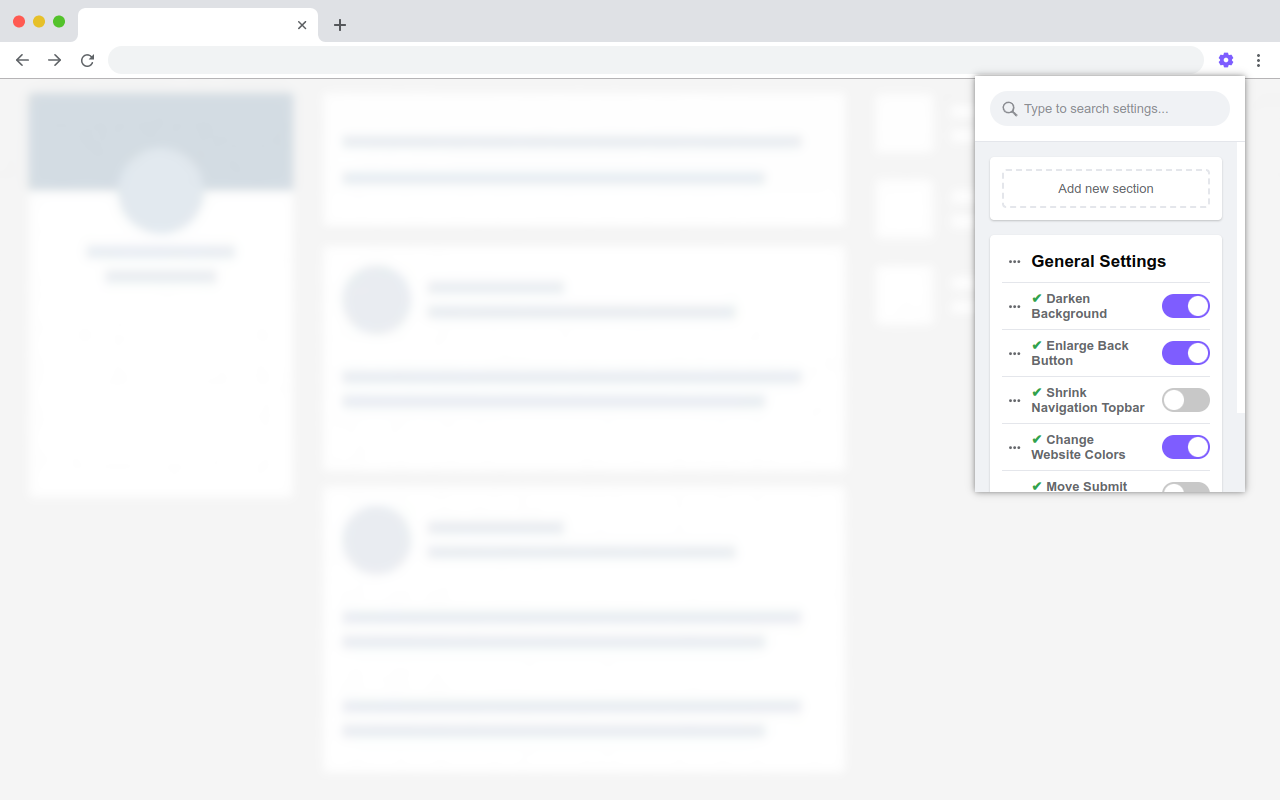 Type to search settings...
Add new section
General Settings
✔ Darken
Background
✔ Enlarge Back
Button
✔ Shrink
Navigation Topbar
✔ Change
Website Colors
✔ Move Submit